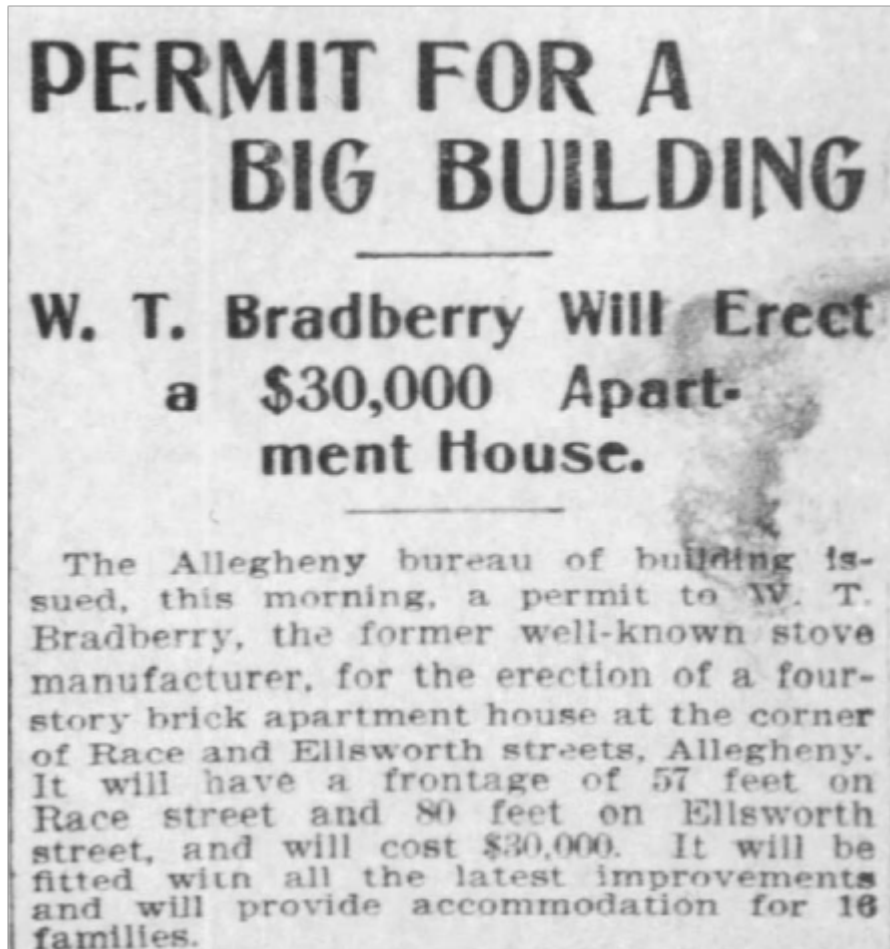 PERMIT FOR A
BIG BUILDING
W. T. Bradberry Will Erect
a $30,000 Apart-
ment House.
The Allegheny bureau of building is-
sued, this morning, a permit to W. T.
Bradberry, the former well-known stove
manufacturer, for the erection of a four-
story brick apartment house at the corner
of Race and Ellsworth streets, Allegheny.
It will have a frontage of 57 feet on
Race street and 80 feet on Ellsworth
street, and will cost $30,000. It will be
fitted with all the latest improvements
and will provide accommodation for 16
families.